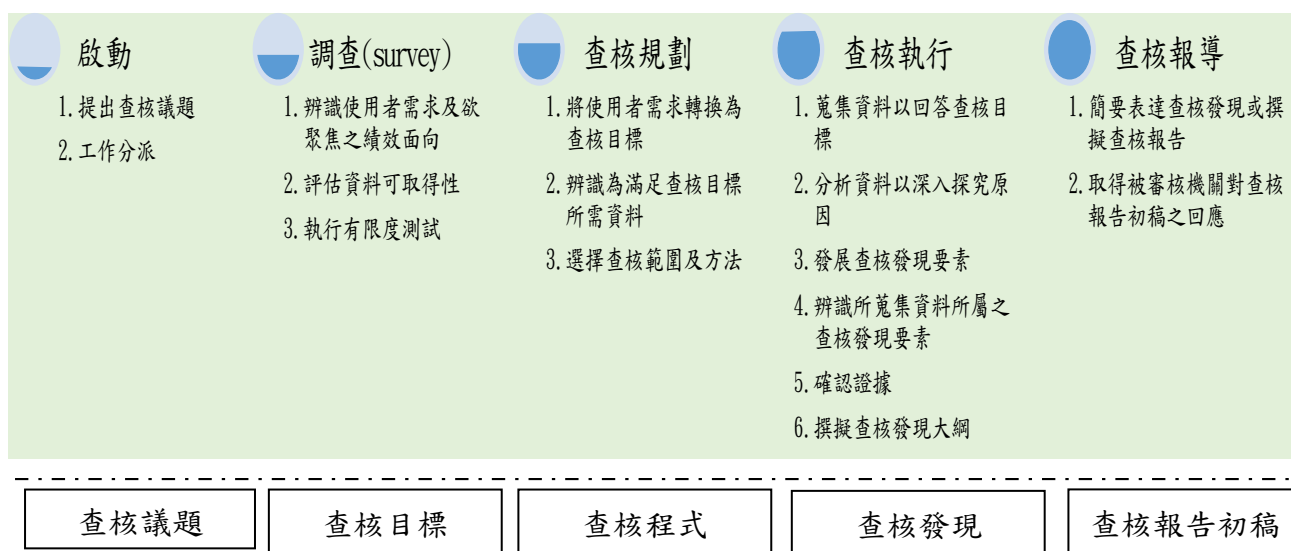 啟動
1.提出查核議題
2.工作分派
調查(survey)
1.辨識使用者需求及欲
聚焦之績效面向
2.評估資料可取得性
3.執行有限度測試
查核規劃
1.將使用者需求轉換為
查核目標
2.辨識為滿足查核目標
所需資料
3.選擇查核範圍及方法
查核執行
1.蒐集資料以回答查核目
標
2.分析資料以深入探究原
因
3.發展查核發現要素
4.辨識所蒐集資料所屬之
查核發現要素
5.確認證據
6.撰擬查核發現大綱
查核報導
1.簡要表達查核發現或撰
擬查核報告
2.取得被審核機關對查核
報告初稿之回應
查核議題
查核目標
查核程式
查核發現
查核報告初稿